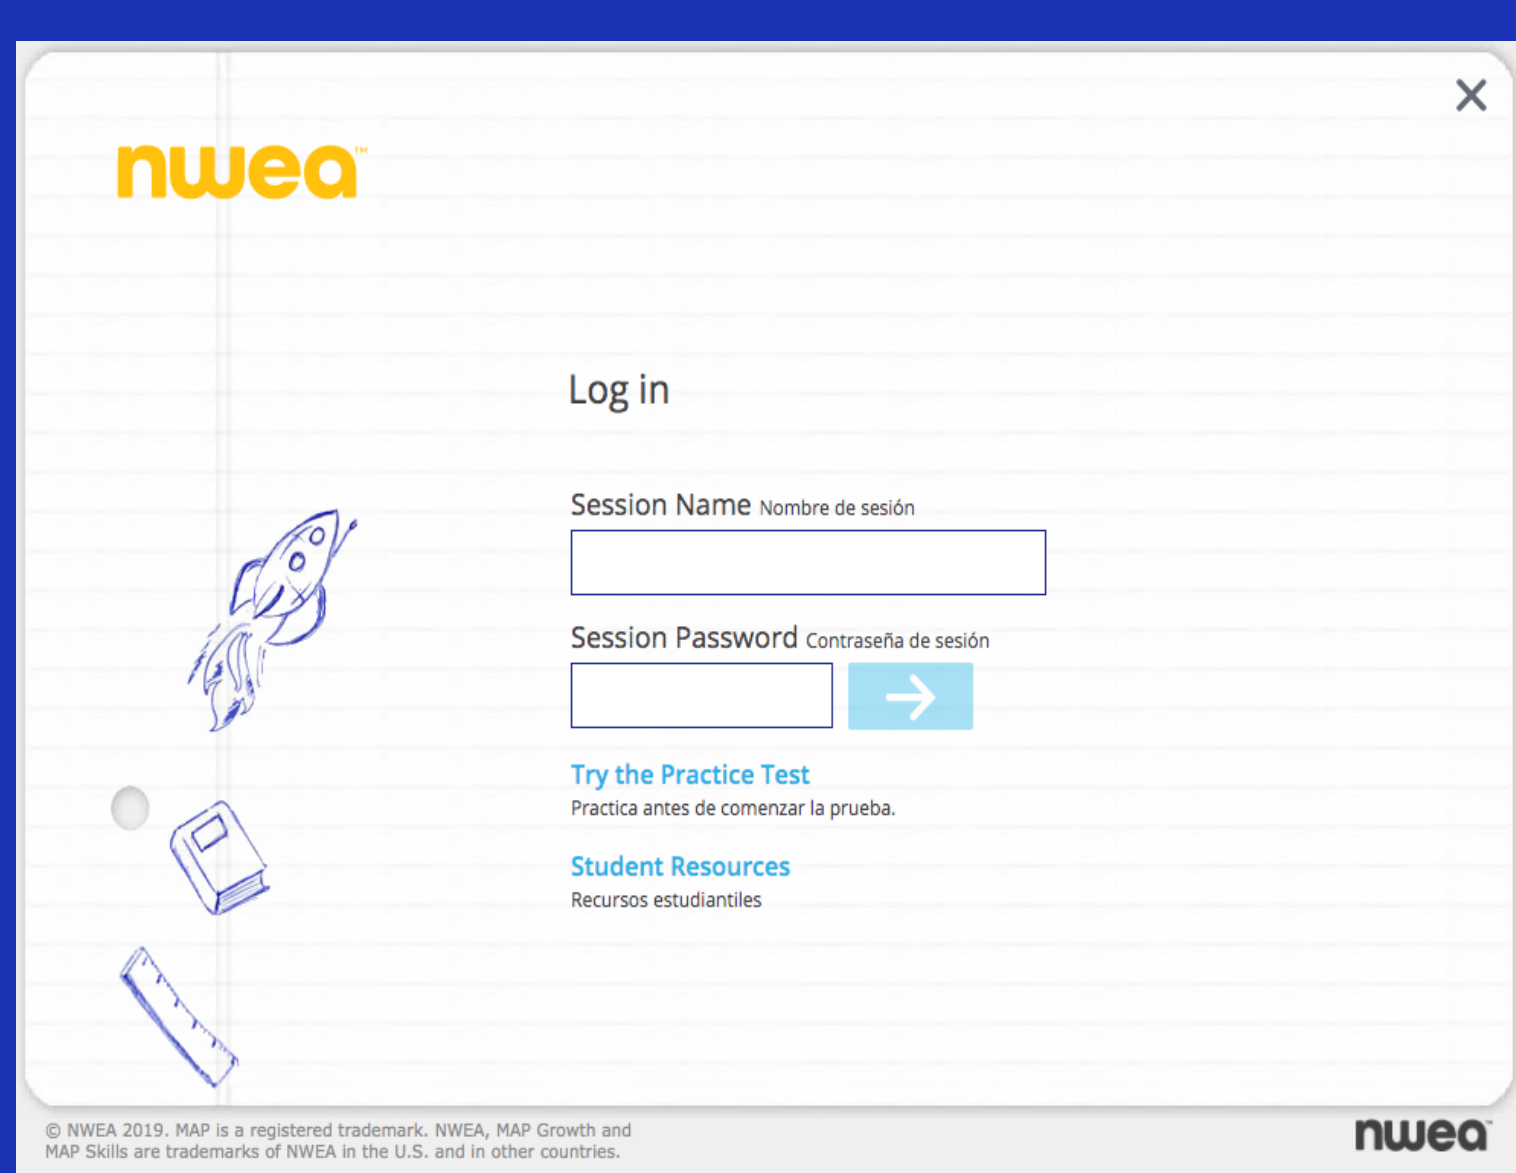 nwea™
Log in
Session Name Nombre de sesión
Session Password Contraseña de sesión
Try the Practice Test
Practica antes de comenzar la prueba.
Student Resources
Recursos estudiantiles
© NWEA 2019. MAP is a registered trademark. NWEA, MAP Growth and
MAP Skills are trademarks of NWEA in the U.S. and in other countries.
nwea™